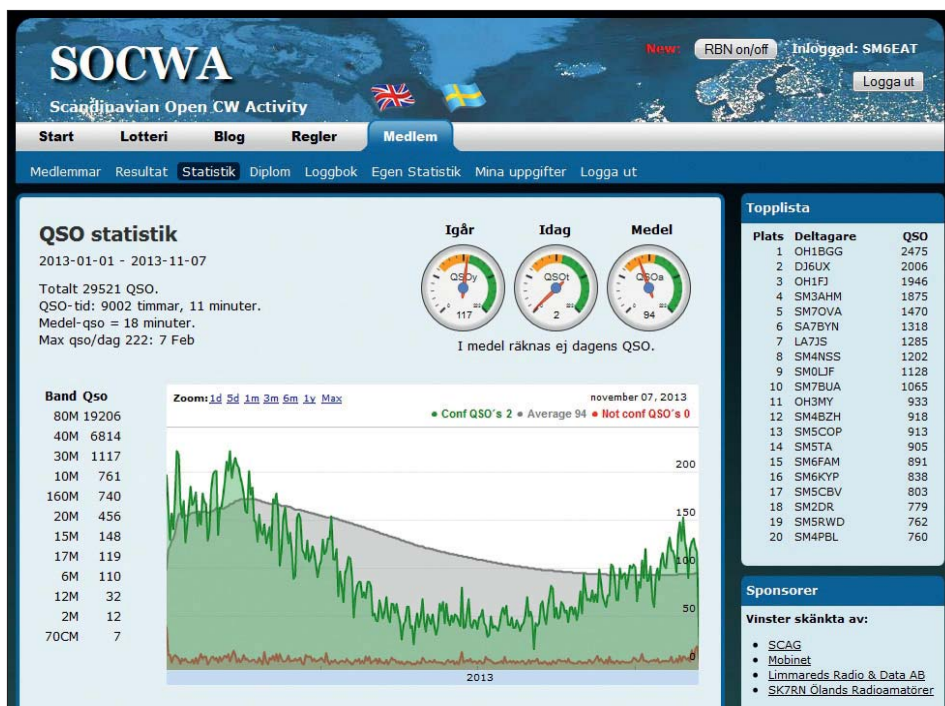 SOCWA
Scandinavian Open CW Activity
New: RBN on/off Inloggad: SM6EAT
Logga ut
Start Lotteri Blog Regler Medlem
Medlemmar Resultat Statistik Diplom Loggbok Egen Statistik Mina uppgifter Logga ut
QSO statistik
2013-01-01 - 2013-11-07
Totalt 29521 QSO.
QSO-tid: 9002 timmar, 11 minuter.
Medel-qso = 18 minuter.
Max qso/dag 222: 7 Feb
Igår Idag Medel
QSOy QSOt QSOa
117 2 94
I medel räknas ej dagens QSO.
Band Qso
80M 19206
40M 6814
30M 1117
10M 761
160M 740
20M 456
15M 148
17M 119
6M 110
12M 32
2M 12
70CM 7
Zoom: 1d 5d 1m 3m 6m 1y Max
november 07, 2013
Conf QSO´s 2 Average 94 Not conf QSO´s 0
200
150
100
50
0
2013
Topplista
Plats Deltagare QSO
1 OH1BGG 2475
2 DJ6UX 2006
3 OH1FJ 1946
4 SM3AHM 1875
5 SM7OVA 1470
6 SA7BYN 1318
7 LA7JS 1285
8 SM4NSS 1202
9 SM0LJF 1128
10 SM7BUA 1065
11 OH3MY 933
12 SM4BZH 918
13 SM5COP 913
14 SM5TA 905
15 SM6FAM 891
16 SM6KYP 838
17 SM5CBV 803
18 SM2DR 779
19 SM5RWD 762
20 SM4PBL 760
Sponsorer
Vinster skänkta av:
SCAG
Mobinet
Limmareds Radio & Data AB
SK7RN Ölands Radioamatörer